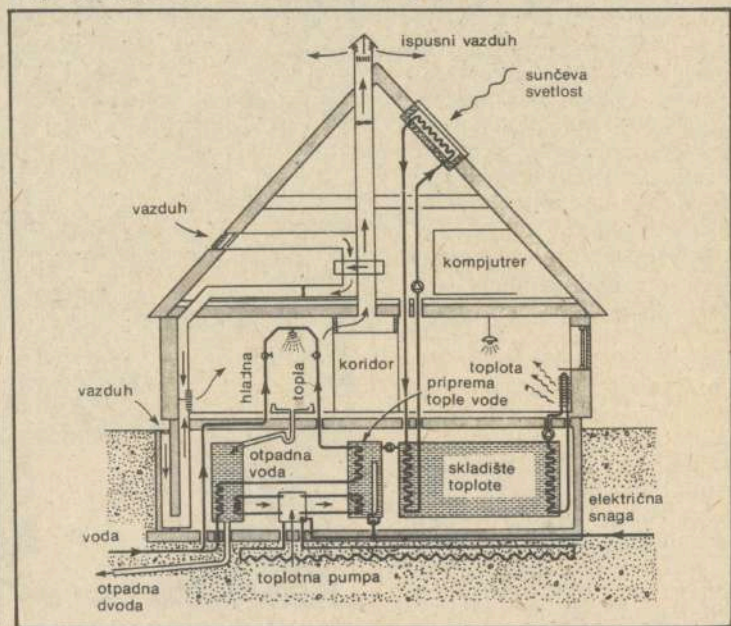 ispusni vazduh
sunčeva
svetlost
vazduh
kompjutrer
hladna
topla
koridor
toplota
priprema
tople vode
vazduh
otpadna
voda
skladište
toplote
električna
snaga
voda
otpadna
dvoda
toplotna pumpa